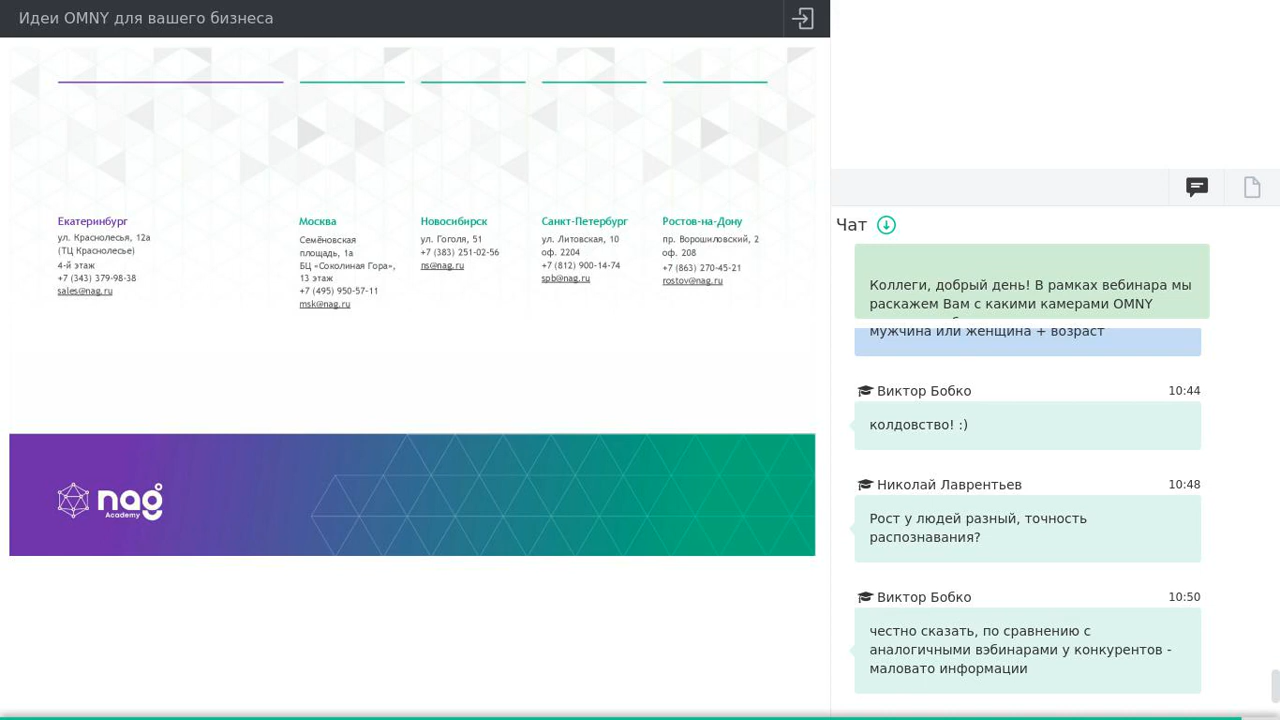 Идеи OMNY для вашего бизнеса
Екатеринбург
ул. Краснолесья, 12а
(ТЦ Краснолесье)
4-й этаж
+7 (343) 379-98-38
sales@nag.ru
Москва
Семёновская
площадь, 1а
БЦ «Соколиная Гора»,
13 этаж
+7 (495) 950-57-11
msk@nag.ru
Новосибирск
ул. Гоголя, 51
+7 (383) 251-02-56
ns@nag.ru
Санкт-Петербург
ул. Литовская, 10
оф. 2204
+7 (812) 900-14-74
spb@nag.ru
Ростов-на-Дону
пр. Ворошиловский, 2
оф. 208
+7 (863) 270-45-21
rostov@nag.ru
nag
Academy
Чат
Коллеги, добрый день! В рамках вебинара мы
раскажем Вам с какими камерами OMNY
мужчина или женщина + возраст
Виктор Бобко 10:44
колдовство! :)
Николай Лаврентьев 10:48
Рост у людей разный, точность
распознавания?
Виктор Бобко 10:50
честно сказать, по сравнению с
аналогичными вэбинарами у конкурентов -
маловато информации